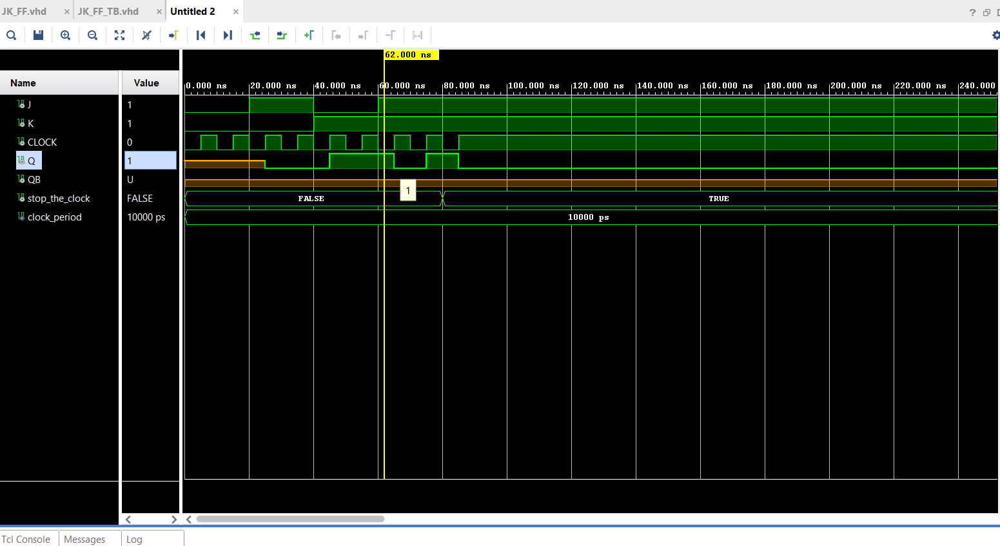 JK_FF.vhd × JK_FF_TB.vhd × Untitled 2 × ?
62.000 ns
Name Value
0.000 ns 20.000 ns 40.000 ns 60.000 ns 80.000 ns 100.000 ns 120.000 ns 140.000 ns 160.000 ns 180.000 ns 200.000 ns 220.000 ns 240.000
J 1
K 1
CLOCK 0
Q 1
QB U
1
stop_the_clock FALSE FALSE TRUE
clock_period 10000 ps 10000 ps
Tcl Console Messages Log